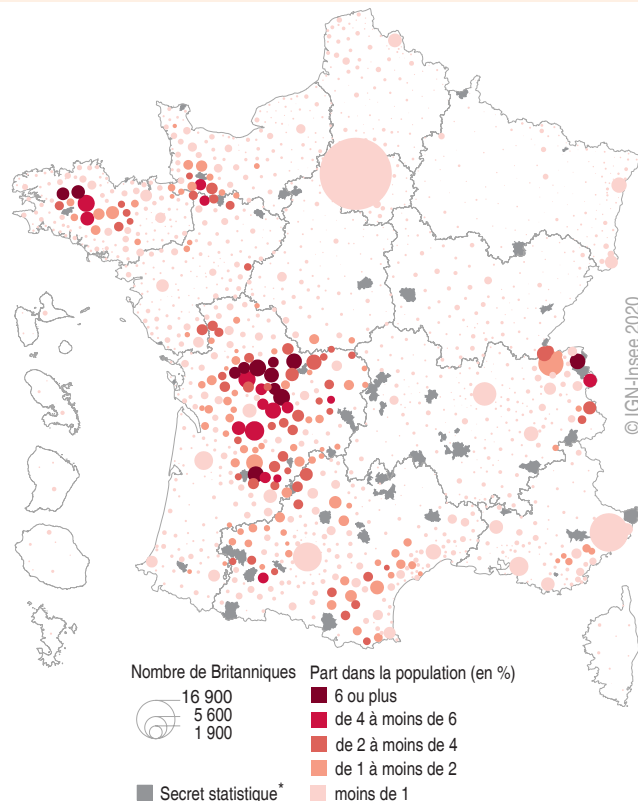 © IGN-Insee 2020
Nombre de Britanniques
16 900
5 600
1 900
Secret statistique*
Part dans la population (en %)
6 ou plus
de 4 à moins de 6
de 2 à moins de 4
de 1 à moins de 2
moins de 1